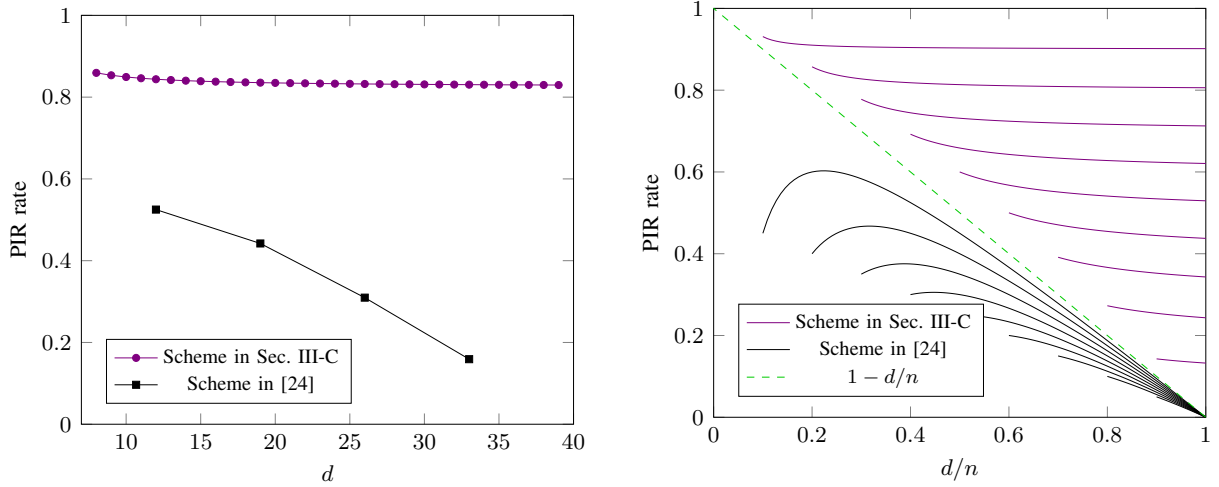 1
0.8
0.6
0.4
0.2
0
PIR rate
10
15
20
25
30
35
40
d
Scheme in Sec. III-C
Scheme in [24]
1
0.8
0.6
0.4
0.2
0
PIR rate
0
0.2
0.4
0.6
0.8
1
d/n
Scheme in Sec. III-C
Scheme in [24]
1 − d/n